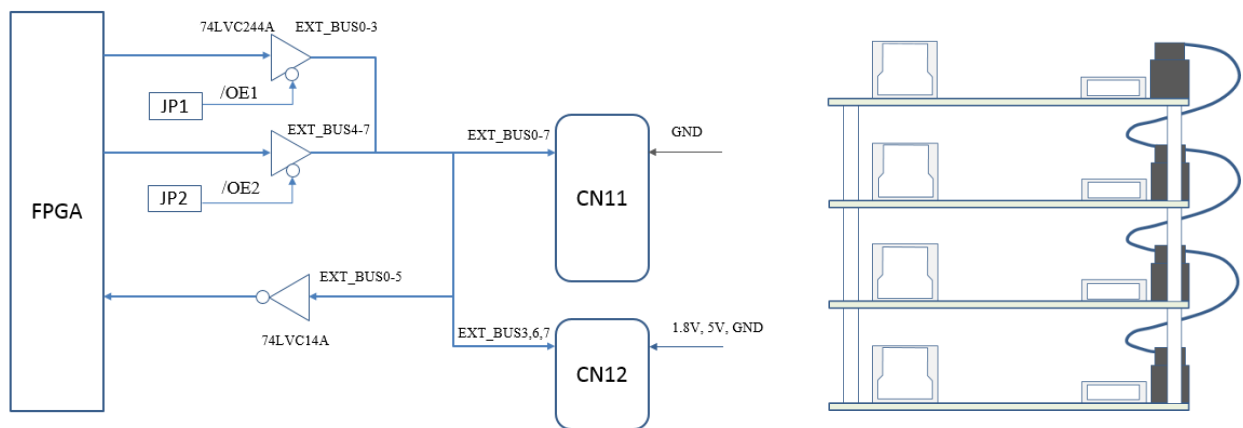 74LVC244A
EXT_BUS0-3
JP1
/OE1
EXT_BUS4-7
JP2
/OE2
FPGA
EXT_BUS0-7
GND
CN11
EXT_BUS0-5
74LVC14A
EXT_BUS3,6,7
1.8V, 5V, GND
CN12